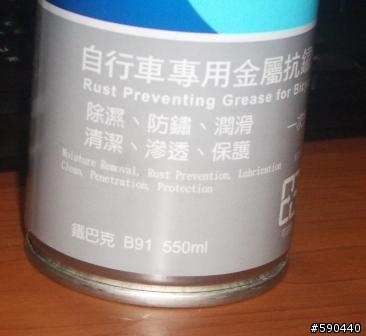 自行車專用金屬抗鏽
Rust Preventing Grease for Bicy
除濕、防鏽、潤滑
清潔、滲透、保護
Moisture Removal, Rust Prevention, Lubrication
Clean, Penetration, Protection
鐵巴克 B91 550ml
#590440